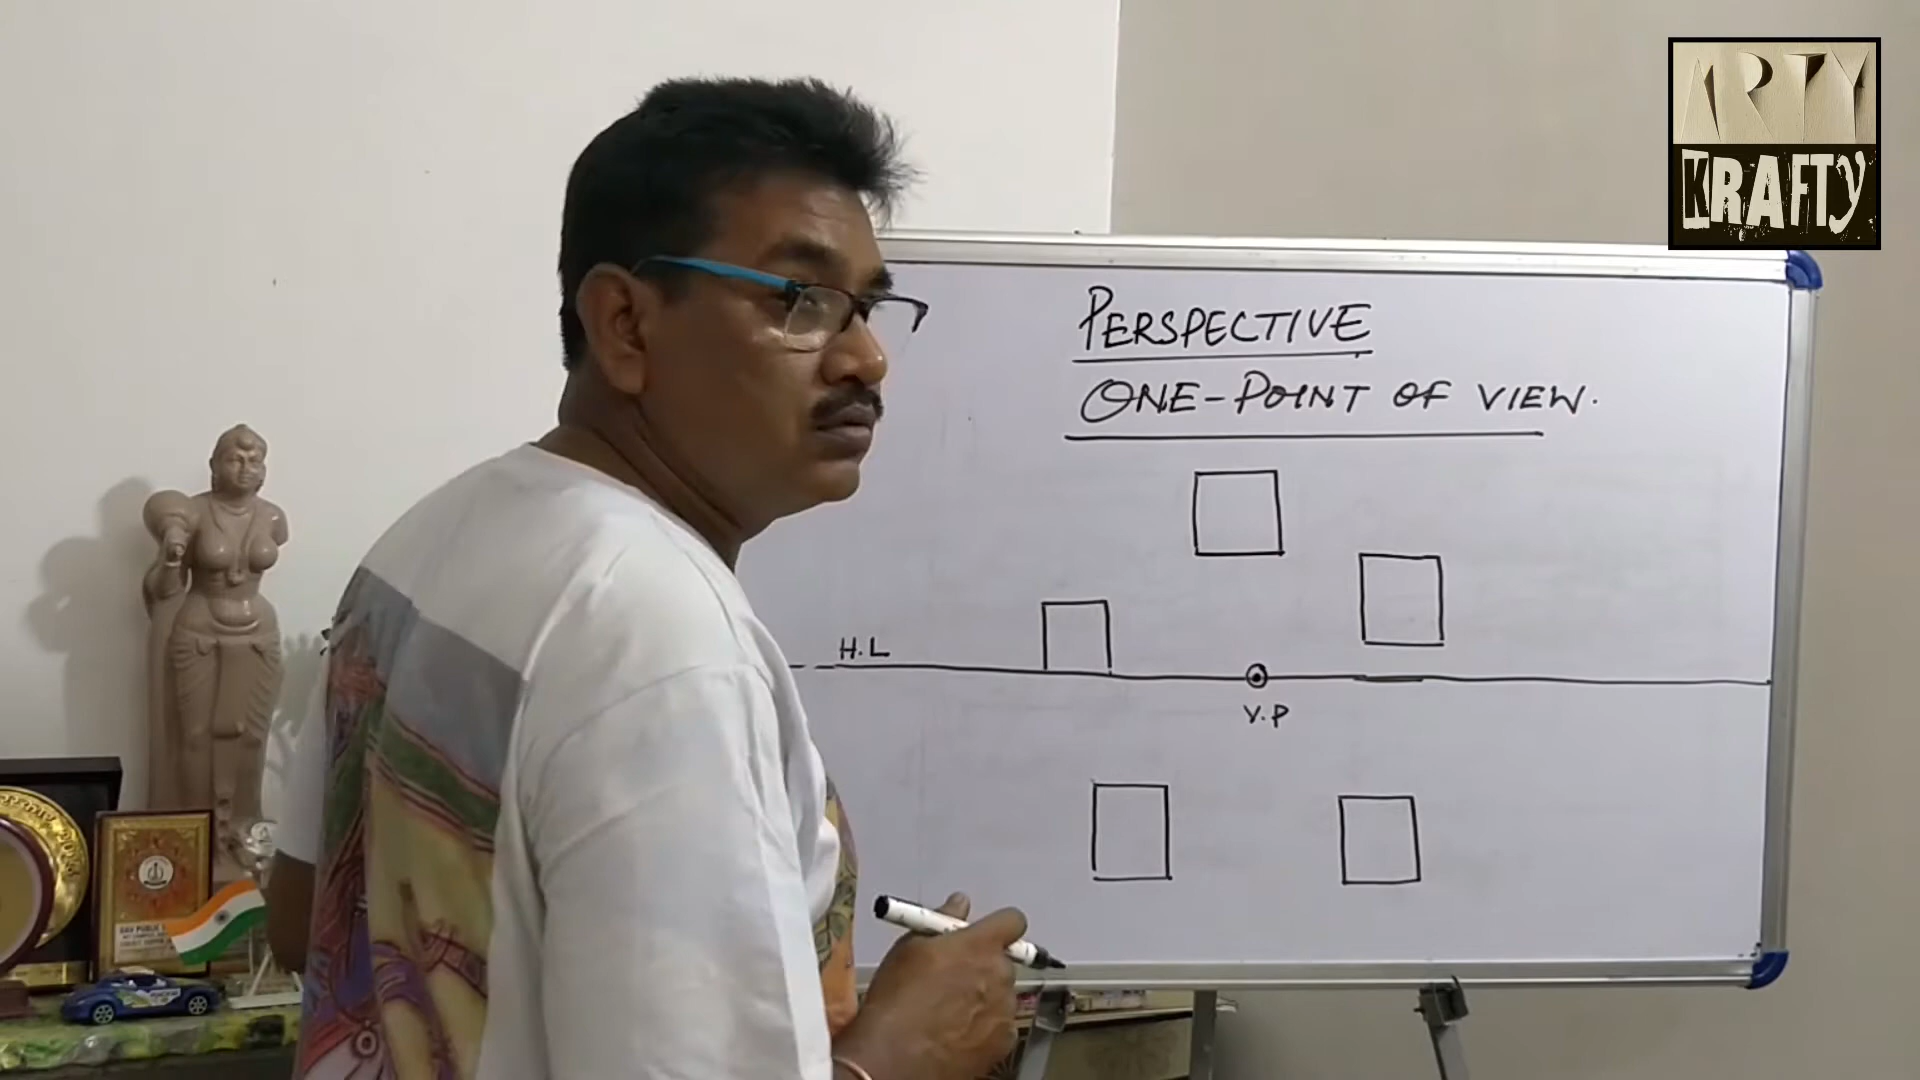 ARTY
KRAFTY
PERSPECTIVE
ONE-POINT OF VIEW.
H.L
V.P